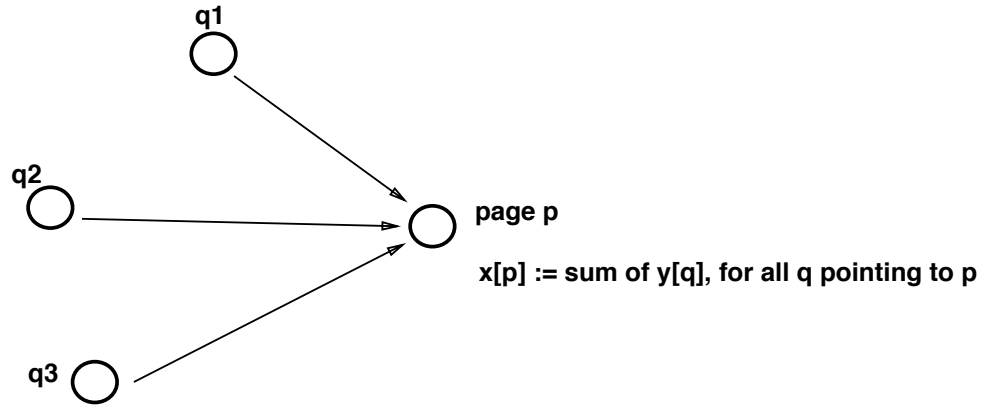 q1
q2
page p
x[p] := sum of y[q], for all q pointing to p
q3